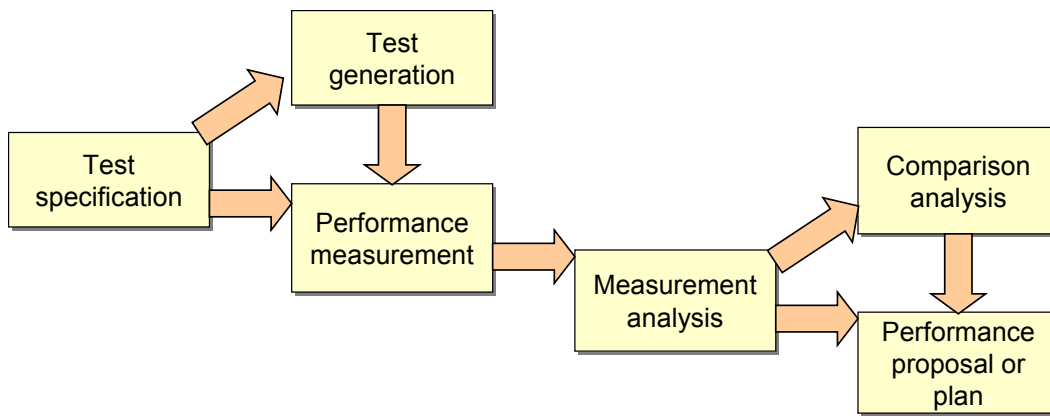 Test
generation
Test
specification
Performance
measurement
Measurement
analysis
Comparison
analysis
Performance
proposal or
plan